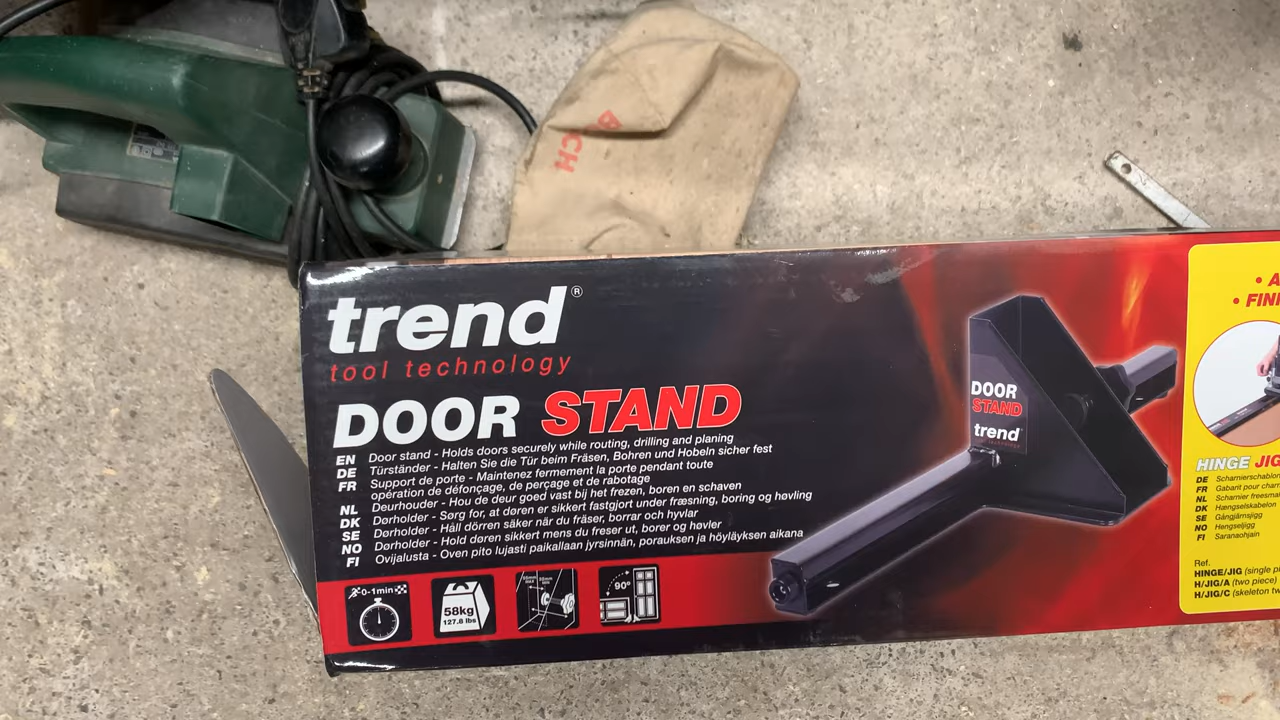 BOSCH
trend®
tool technology
DOOR STAND
EN Door stand - Holds doors securely while routing, drilling and planing
DE Türständer - Halten Sie die Tür beim Fräsen, Bohren und Hobeln sicher fest
FR Support de porte - Maintenez fermement la porte pendant toute
opération de défonçage, de perçage et de rabotage
NL Deurhouder - Hou de deur goed vast bij het frezen, boren en schaven
DK Dørholder - Sørg for, at døren er sikkert fastgjort under fræsning, boring og høvling
SE Dørholder - Håll dörren säker när du fräser, borrar och hyvlar
NO Dørholder - Hold døren sikkert mens du freser ut, borer og høvler
FI Ovijalusta - Oven pito lujasti paikallaan jyrsinnän, porauksen ja höyläyksen aikana
0-1min
58kg
127.8 lbs
90º
DOOR
STAND
trend
• A
• FIN
HINGE JIG
DE Scharnierschablon
FR Gabarit pour charn
NL Scharnier freesma
DK Hængselskabelon
SE Gångjärnsjigg
NO Hengseljigg
FI Saranaohjain
Ref.
HINGE/JIG (single p
H/JIG/A (two piece)
H/JIG/C (skeleton tw